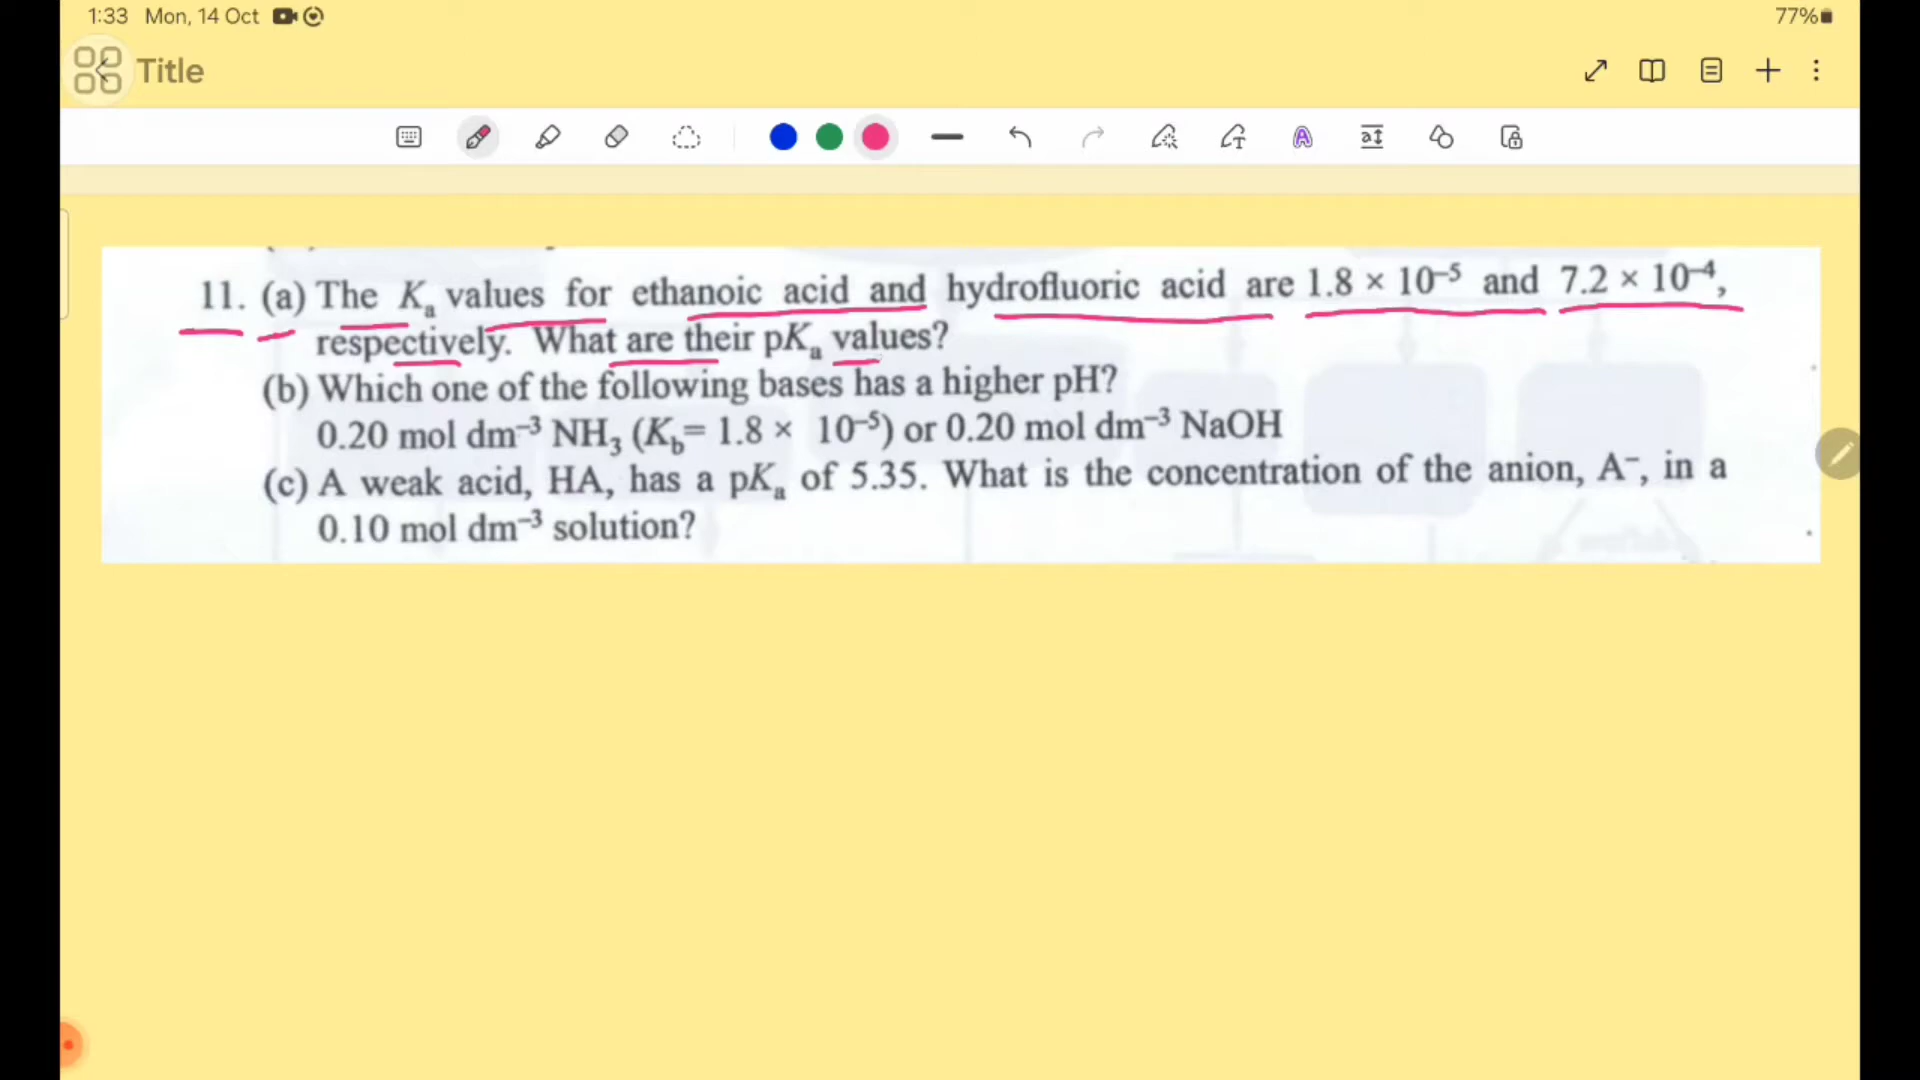 1:33 Mon, 14 Oct
77%
Title
11. (a) The Kₐ values for ethanoic acid and hydrofluoric acid are 1.8 × 10⁻⁵ and 7.2 × 10⁻⁴,
respectively. What are their pKₐ values?
(b) Which one of the following bases has a higher pH?
0.20 mol dm⁻³ NH₃ (K_b= 1.8 × 10⁻⁵) or 0.20 mol dm⁻³ NaOH
(c) A weak acid, HA, has a pKₐ of 5.35. What is the concentration of the anion, A⁻, in a
0.10 mol dm⁻³ solution?